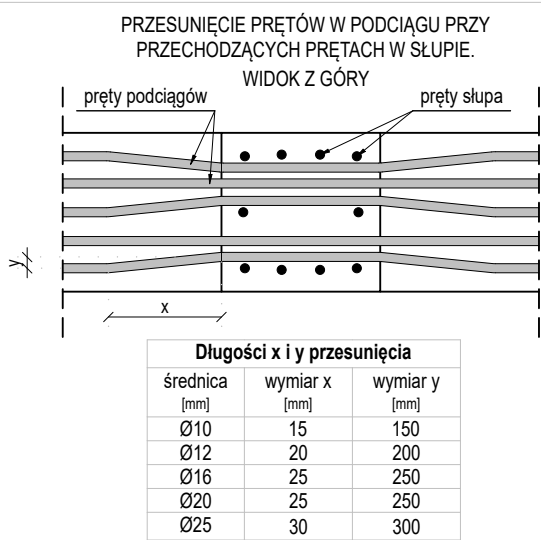 PRZESUNIĘCIE PRĘTÓW W PODCIĄGU PRZY
PRZECHODZĄCYCH PRĘTACH W SŁUPIE.
WIDOK Z GÓRY
pręty podciągów
pręty słupa
y
x
Długości x i y przesunięcia
średnica wymiar x wymiar y
[mm] [mm] [mm]
Ø10 15 150
Ø12 20 200
Ø16 25 250
Ø20 25 250
Ø25 30 300